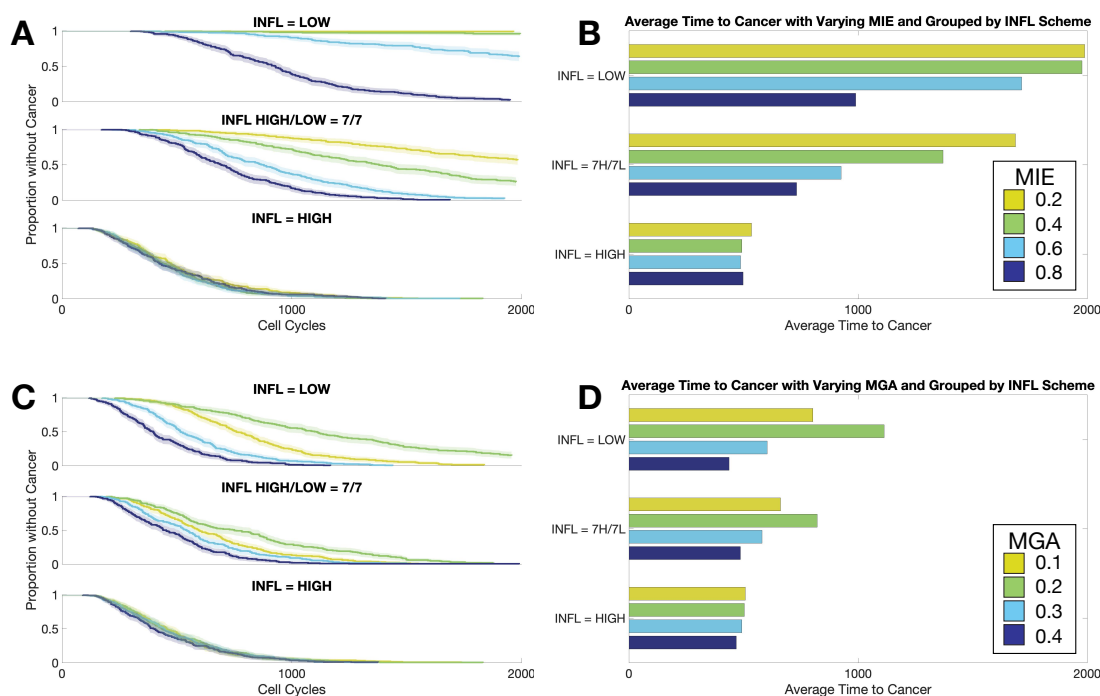 A
INFL = LOW
1
0.5
0
INFL HIGH/LOW = 7/7
1
0.5
0
INFL = HIGH
1
0.5
0
0
1000
2000
Cell Cycles
Proportion without Cancer
B
Average Time to Cancer with Varying MIE and Grouped by INFL Scheme
INFL = LOW
INFL = 7H/7L
INFL = HIGH
0
1000
2000
Average Time to Cancer
MIE
0.2
0.4
0.6
0.8
C
INFL = LOW
1
0.5
0
INFL HIGH/LOW = 7/7
1
0.5
0
INFL = HIGH
1
0.5
0
0
1000
2000
Cell Cycles
Proportion without Cancer
D
Average Time to Cancer with Varying MGA and Grouped by INFL Scheme
INFL = LOW
INFL = 7H/7L
INFL = HIGH
0
1000
2000
Average Time to Cancer
MGA
0.1
0.2
0.3
0.4